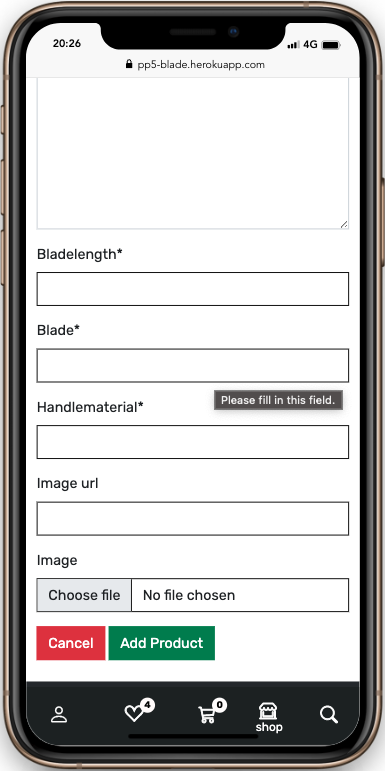 20:26
4G
pp5-blade.herokuapp.com
Bladelength*
Blade*
Please fill in this field.
Handlematerial*
Image url
Image
Choose file No file chosen
Cancel Add Product
4 0
shop